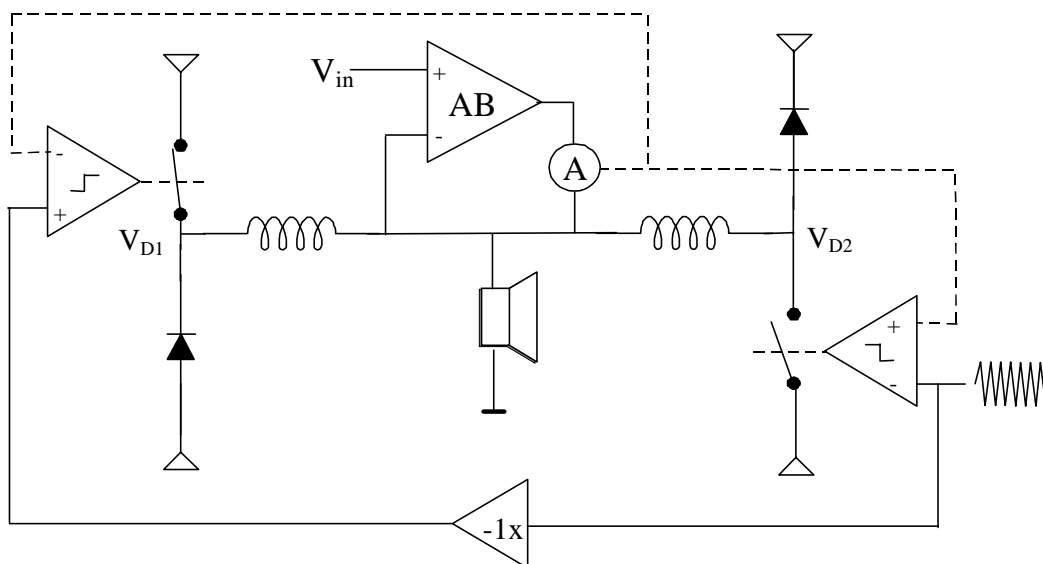 V_in
+
AB
-
-
+
A
V_D1
V_D2
+
-
-1x